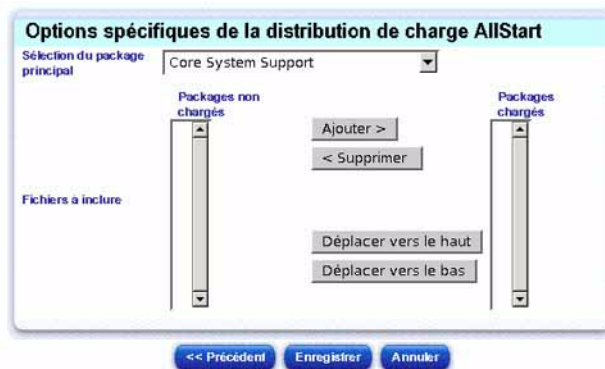 Options spécifiques de la distribution de charge AllStart
Sélection du package
principal
Core System Support
Packages non
chargés
Packages
chargés
Ajouter >
< Supprimer
Fichiers à inclure
Déplacer vers le haut
Déplacer vers le bas
<< Précédent
Enregistrer
Annuler